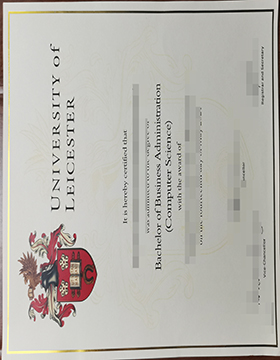 UNIVERSITY of
LEICESTER
It is hereby certified that
was admitted to the degree of
Bachelor of Business Administration
(Computer Science)
with the award of
Registrar and Secretary
Vice-Chancellor